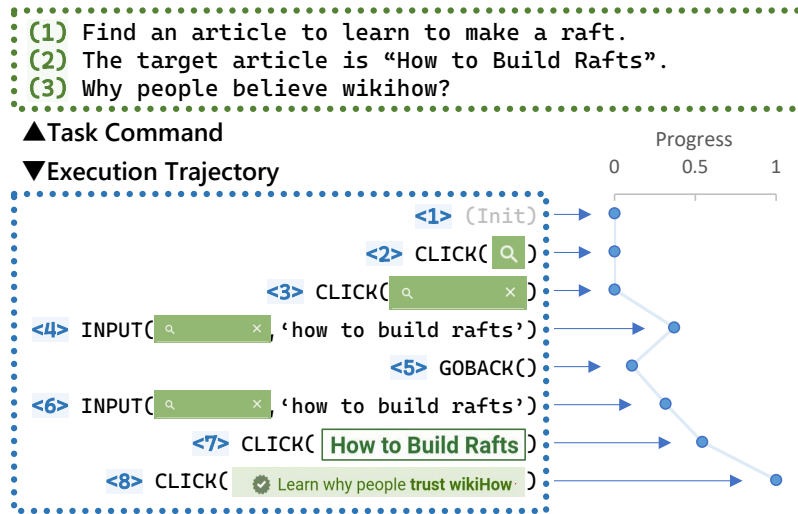 (1) Find an article to learn to make a raft.
(2) The target article is “How to Build Rafts”.
(3) Why people believe wikihow?
▲Task Command
▼Execution Trajectory
Progress
0 0.5 1
<1> (Init)
<2> CLICK( )
<3> CLICK( × )
<4> INPUT( × ,‘how to build rafts’)
<5> GOBACK()
<6> INPUT( × ,‘how to build rafts’)
<7> CLICK( How to Build Rafts )
<8> CLICK( Learn why people trust wikiHow )